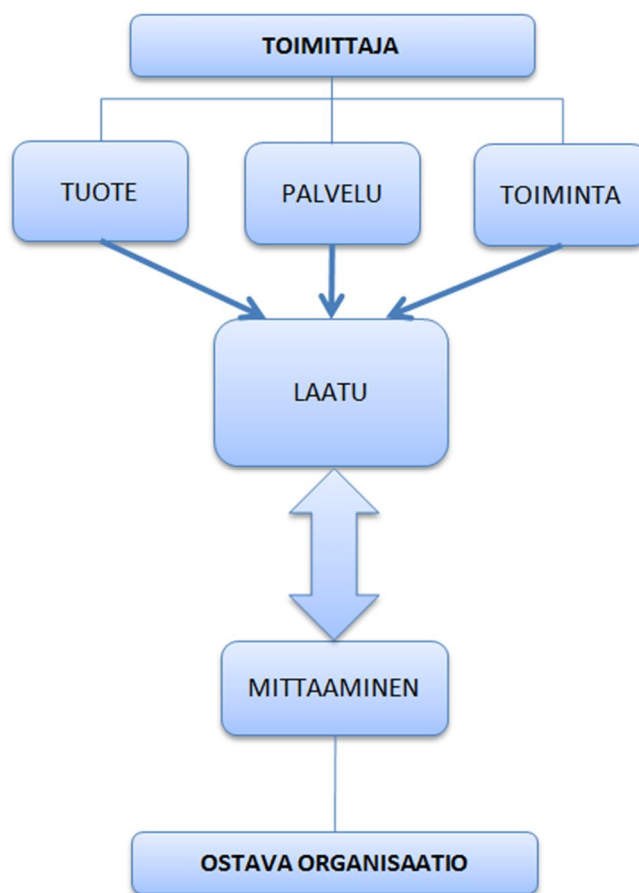 TOIMITTAJA
TUOTE
PALVELU
TOIMINTA
LAATU
MITTAAMINEN
OSTAVA ORGANISAATIO